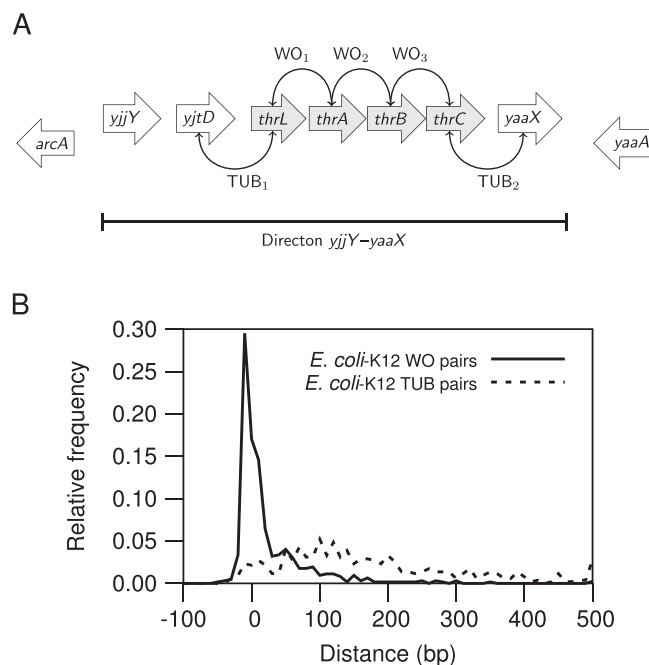 A
WO₁ WO₂ WO₃
yjjY yjtD thrL thrA thrB thrC yaaX
arcA yaaA
TUB₁ TUB₂
Directon yjjY–yaaX
B
0.30
E. coli-K12 WO pairs
0.25
E. coli-K12 TUB pairs
0.20
0.15
0.10
0.05
0.00
Relative frequency
-100 0 100 200 300 400 500
Distance (bp)